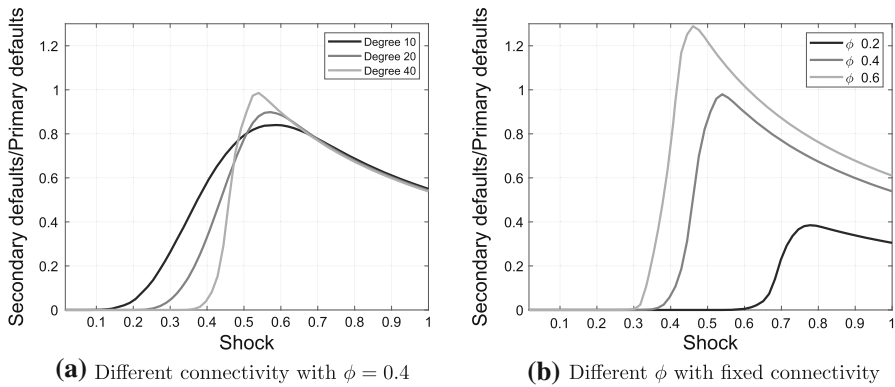 Secondary defaults/Primary defaults
1.2
1
0.8
0.6
0.4
0.2
0
Degree 10
Degree 20
Degree 40
0.1 0.2 0.3 0.4 0.5 0.6 0.7 0.8 0.9 1
Shock
(a) Different connectivity with ϕ = 0.4
Secondary defaults/Primary defaults
1.2
1
0.8
0.6
0.4
0.2
0
ϕ 0.2
ϕ 0.4
ϕ 0.6
0.1 0.2 0.3 0.4 0.5 0.6 0.7 0.8 0.9 1
Shock
(b) Different ϕ with fixed connectivity